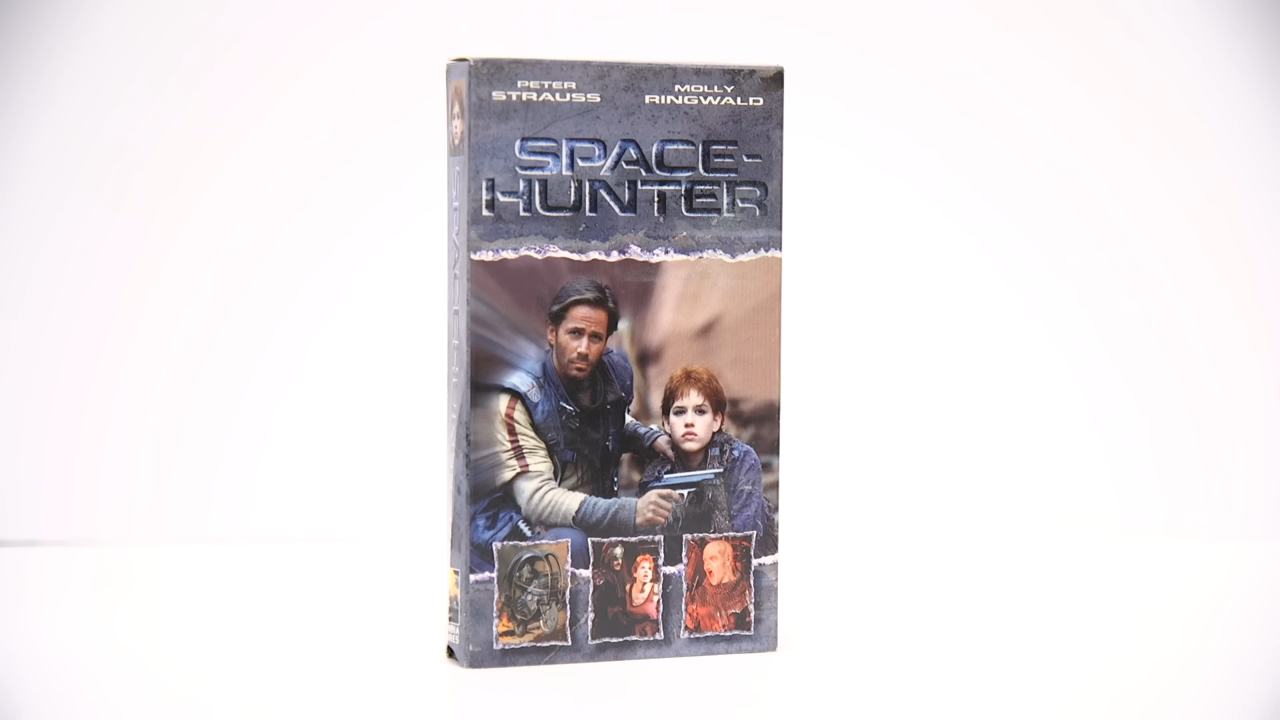 PETER
STRAUSS
MOLLY
RINGWALD
SPACE-
HUNTER